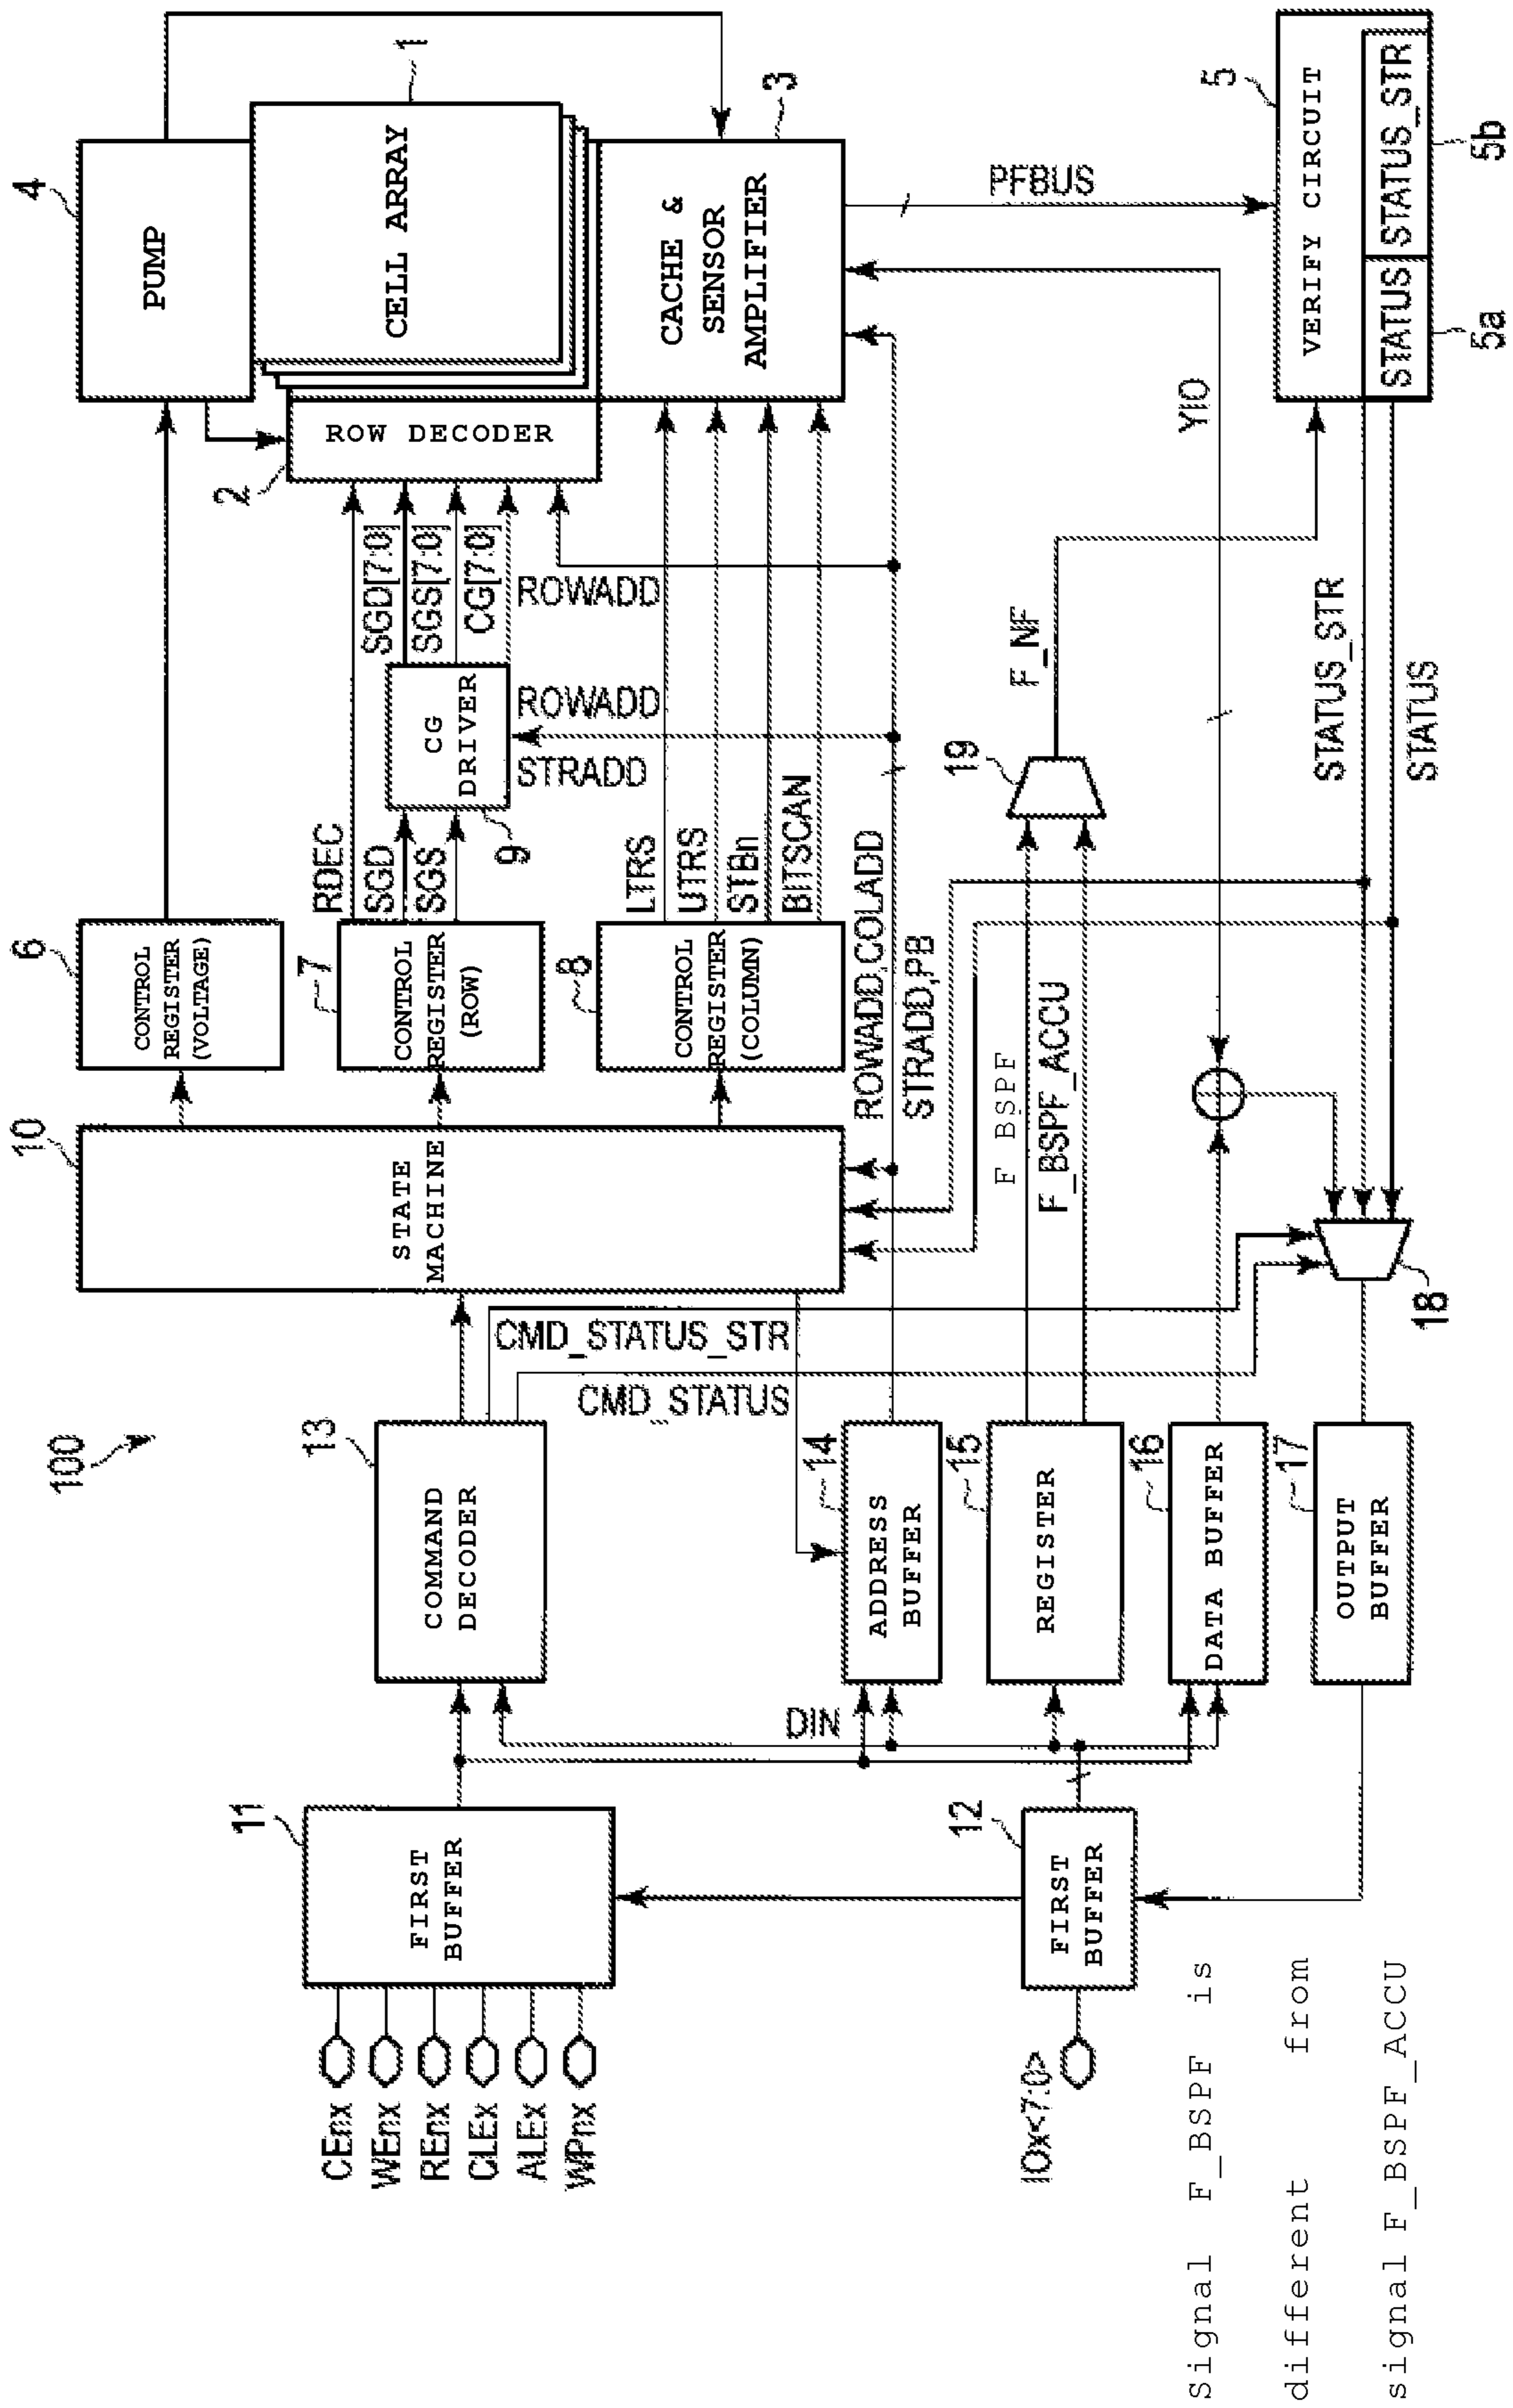 100
CEnx
WEnx
REnx
CLEx
ALEx
WPnx
IOx<7:0>
11
FIRST
BUFFER
12
FIRST
BUFFER
DIN
13
COMMAND
DECODER
14
ADDRESS
BUFFER
15
REGISTER
16
DATA BUFFER
17
OUTPUT
BUFFER
CMD_STATUS_STR
CMD_STATUS
18
10
STATE
MACHINE
6
CONTROL
REGISTER
(VOLTAGE)
7
CONTROL
REGISTER
(ROW)
8
CONTROL
REGISTER
(COLUMN)
ROWADD,COLADD
STRADD,PB
F BSPF
F_BSPF_ACCU
RDEC
SGD
SGS
9
CG
DRIVER
LTRS
UTRS
STBn
BITSCAN
ROWADD
STRADD
SGD[7:0]
SGS[7:0]
CG[7:0]
ROWADD
19
F_NF
YIO
STATUS_STR
STATUS
4
PUMP
2
ROW DECODER
1
CELL ARRAY
3
CACHE &
SENSOR
AMPLIFIER
PFBUS
5
VERIFY CIRCUIT
STATUS
STATUS_STR
5a
5b
Signal F_BSPF is
different from
signal F_BSPF_ACCU